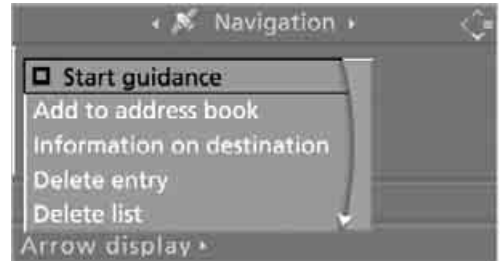 Navigation
Start guidance
Add to address book
Information on destination
Delete entry
Delete list
Arrow display